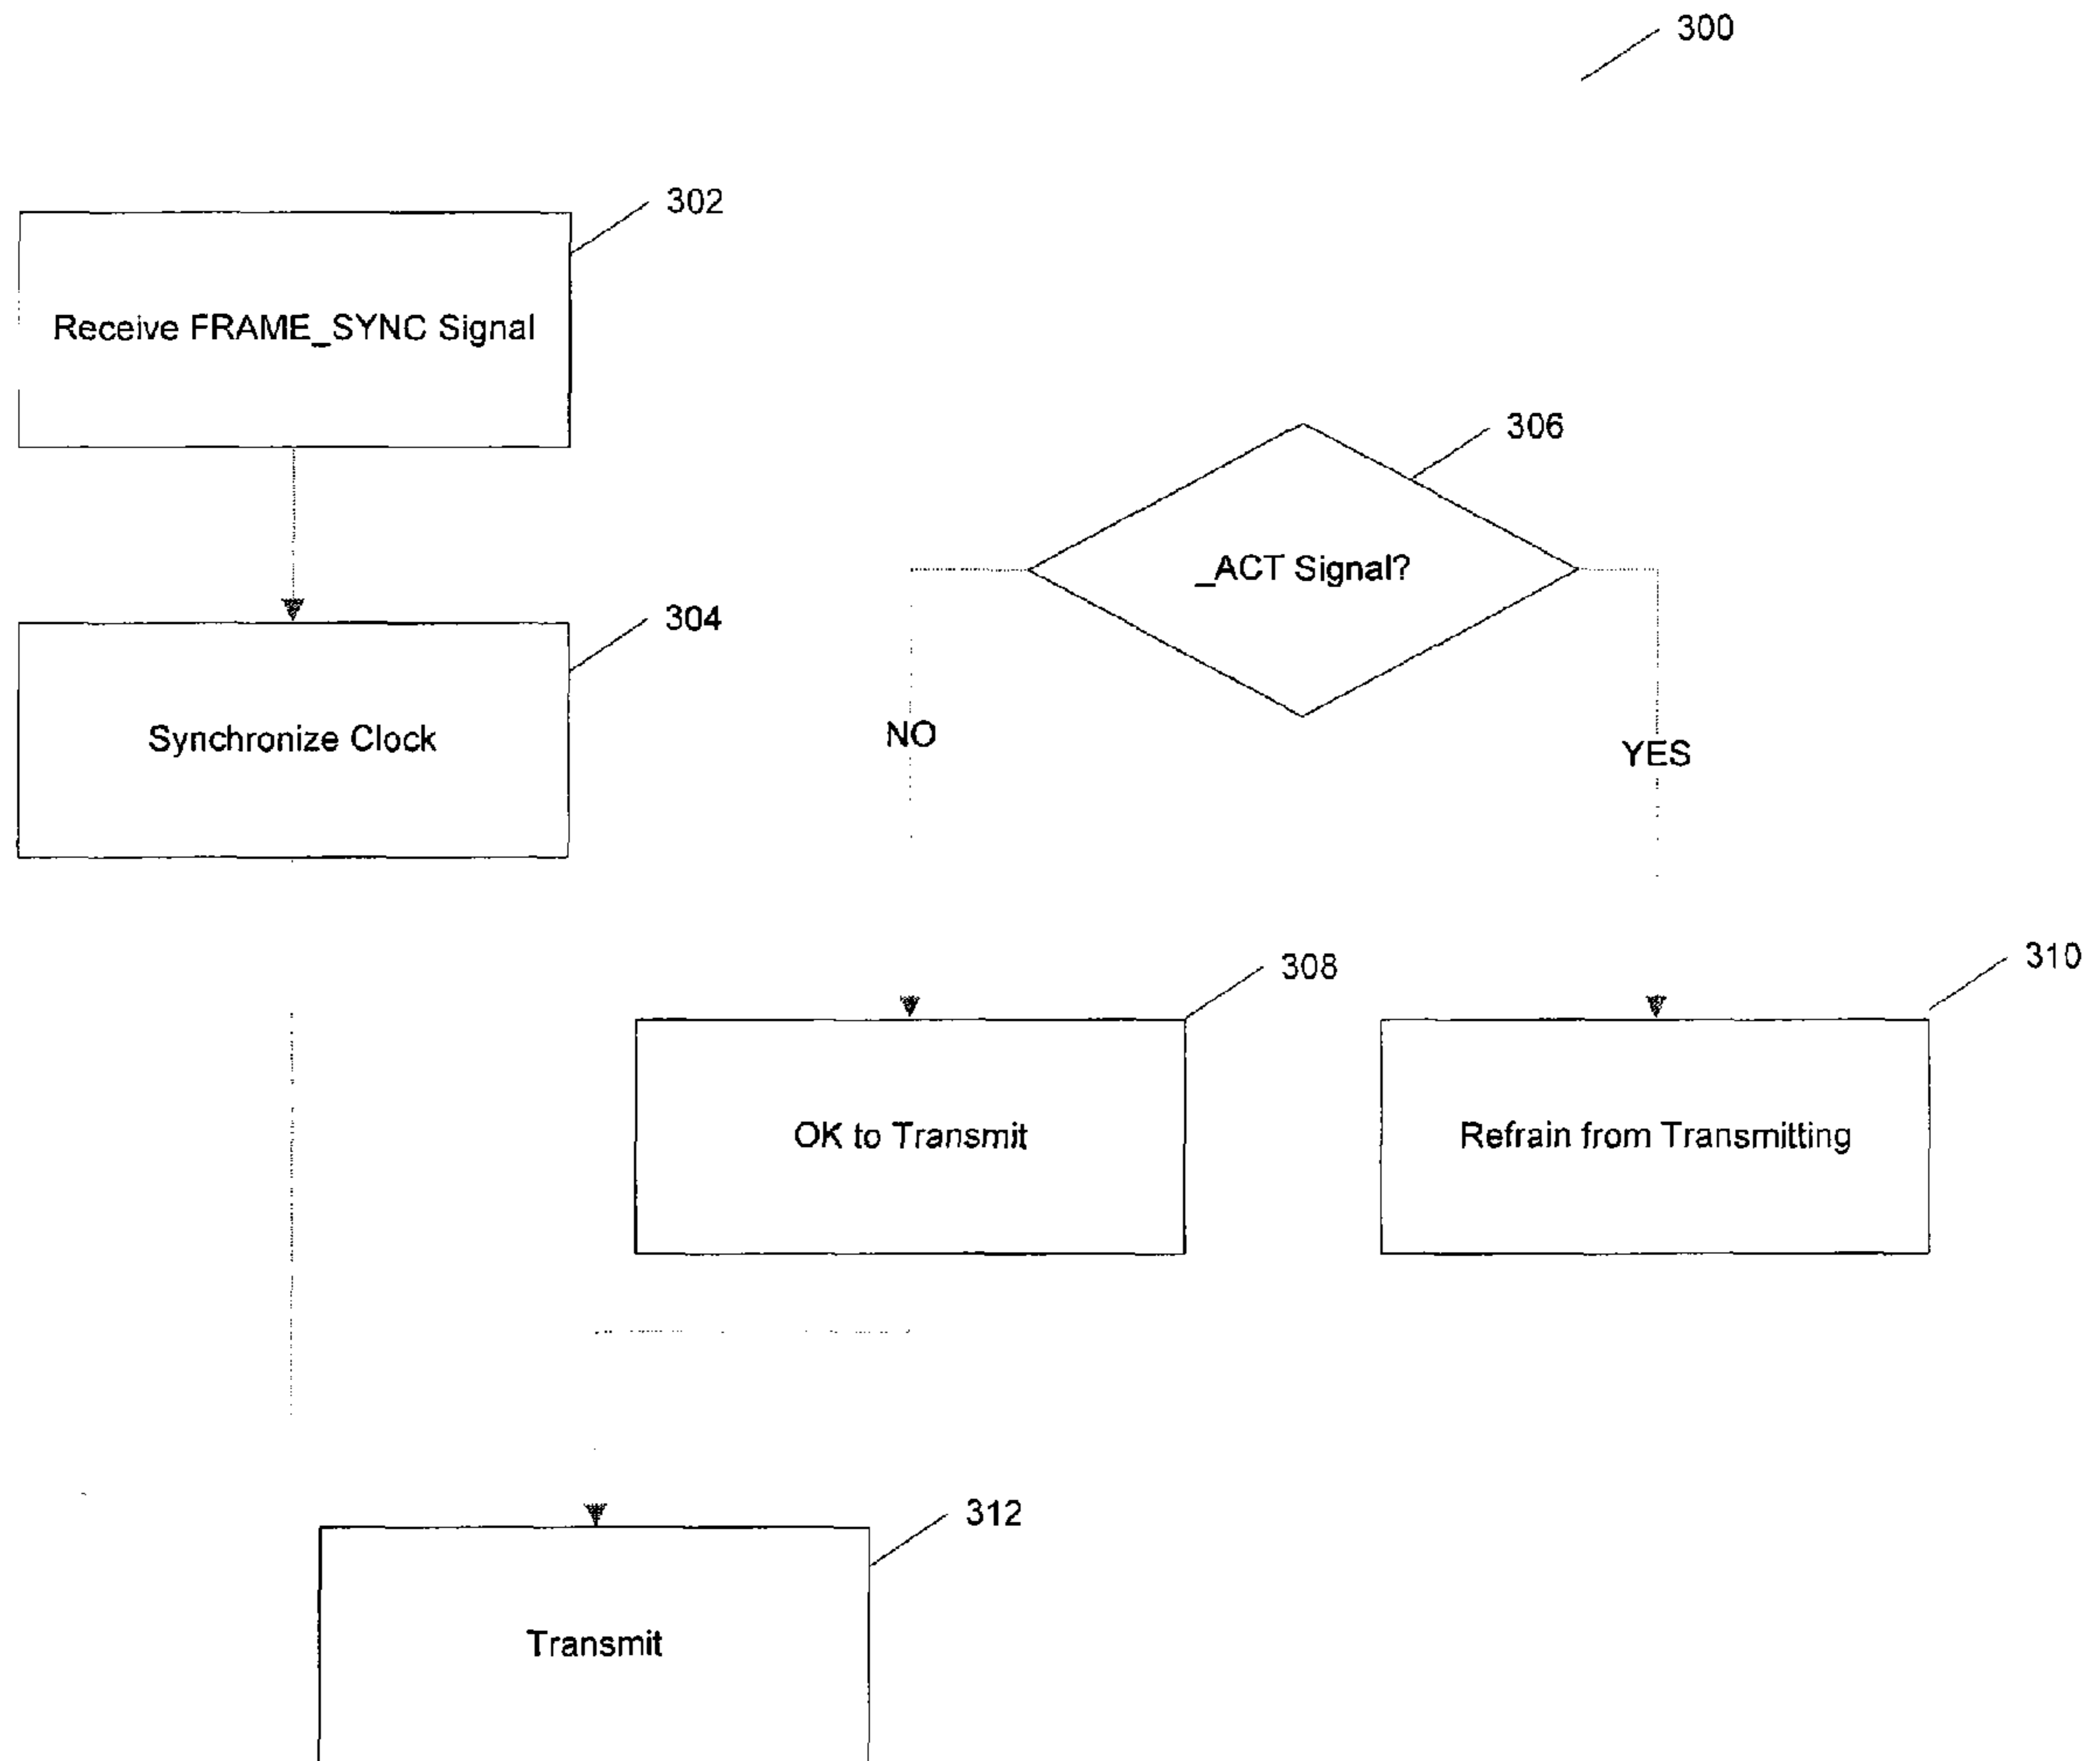 300
302
Receive FRAME_SYNC Signal
306
_ACT Signal?
304
Synchronize Clock
NO
YES
308
310
OK to Transmit
Refrain from Transmitting
312
Transmit